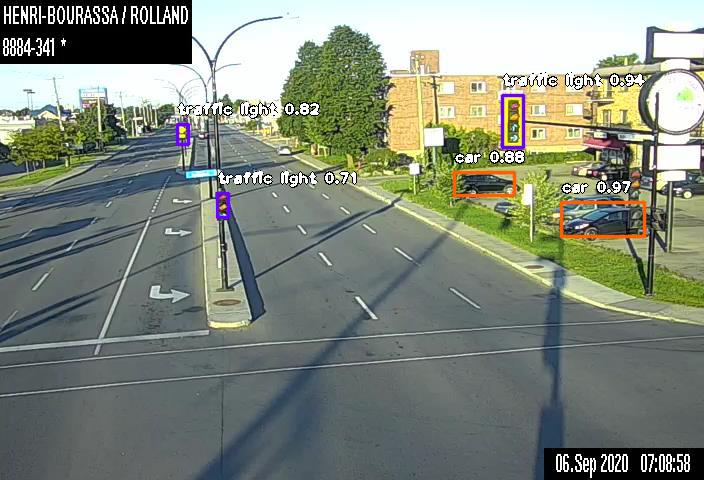 HENRI-BOURASSA / ROLLAND
8884-341 *
traffic light 0.94
traffic light 0.82
car 0.88
traffic light 0.71
car 0.97
06.Sep 2020 07:08:58